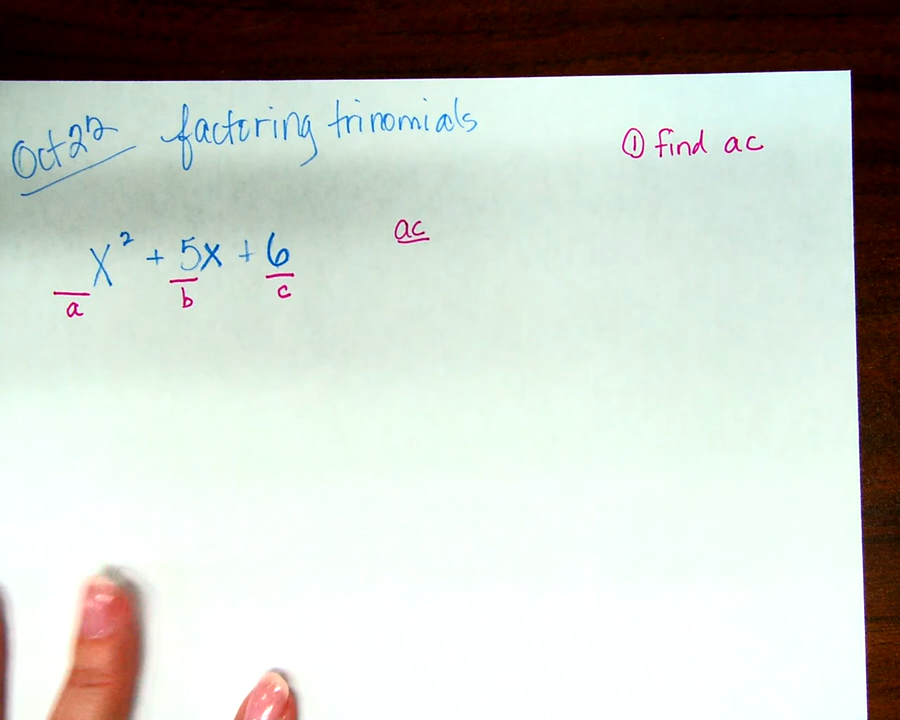 Oct 22 factoring trinomials
① find ac
ac
x² + 5x + 6
a b c